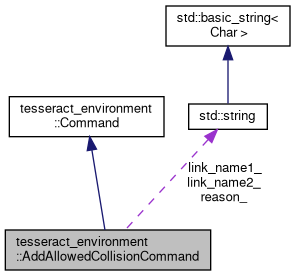 std::basic_string<
Char >
tesseract_environment
::Command
std::string
link_name1_
link_name2_
reason_
tesseract_environment
::AddAllowedCollisionCommand